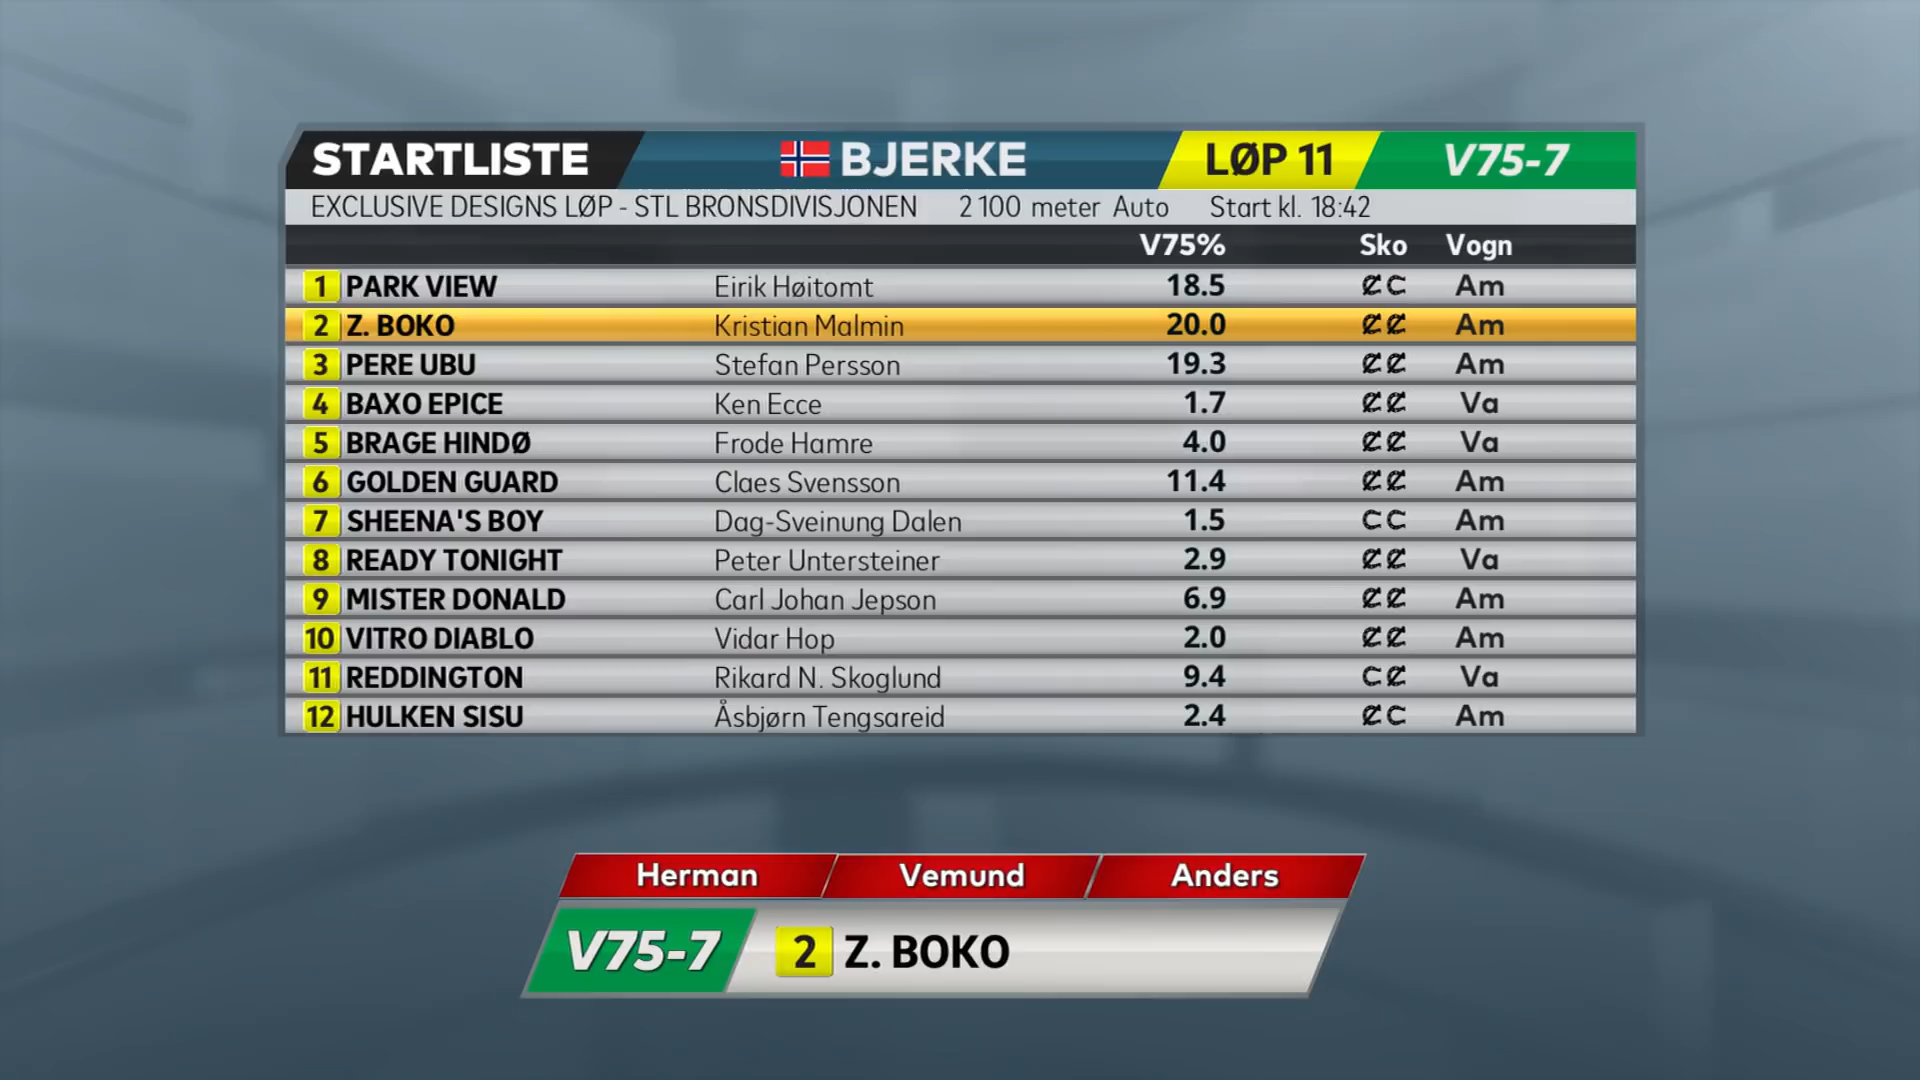 STARTLISTE BJERKE LØP 11 V75-7
EXCLUSIVE DESIGNS LØP - STL BRONSDIVISJONEN 2 100 meter Auto Start kl. 18:42
V75% Sko Vogn
1 PARK VIEW Eirik Høitomt 18.5 ₡ C Am
2 Z. BOKO Kristian Malmin 20.0 ₡ ₡ Am
3 PERE UBU Stefan Persson 19.3 ₡ ₡ Am
4 BAXO EPICE Ken Ecce 1.7 ₡ ₡ Va
5 BRAGE HINDØ Frode Hamre 4.0 ₡ ₡ Va
6 GOLDEN GUARD Claes Svensson 11.4 ₡ ₡ Am
7 SHEENA'S BOY Dag-Sveinung Dalen 1.5 C C Am
8 READY TONIGHT Peter Untersteiner 2.9 ₡ ₡ Va
9 MISTER DONALD Carl Johan Jepson 6.9 ₡ ₡ Am
10 VITRO DIABLO Vidar Hop 2.0 ₡ ₡ Am
11 REDDINGTON Rikard N. Skoglund 9.4 C ₡ Va
12 HULKEN SISU Åsbjørn Tengsareid 2.4 ₡ C Am
Herman Vemund Anders
V75-7 2 Z. BOKO